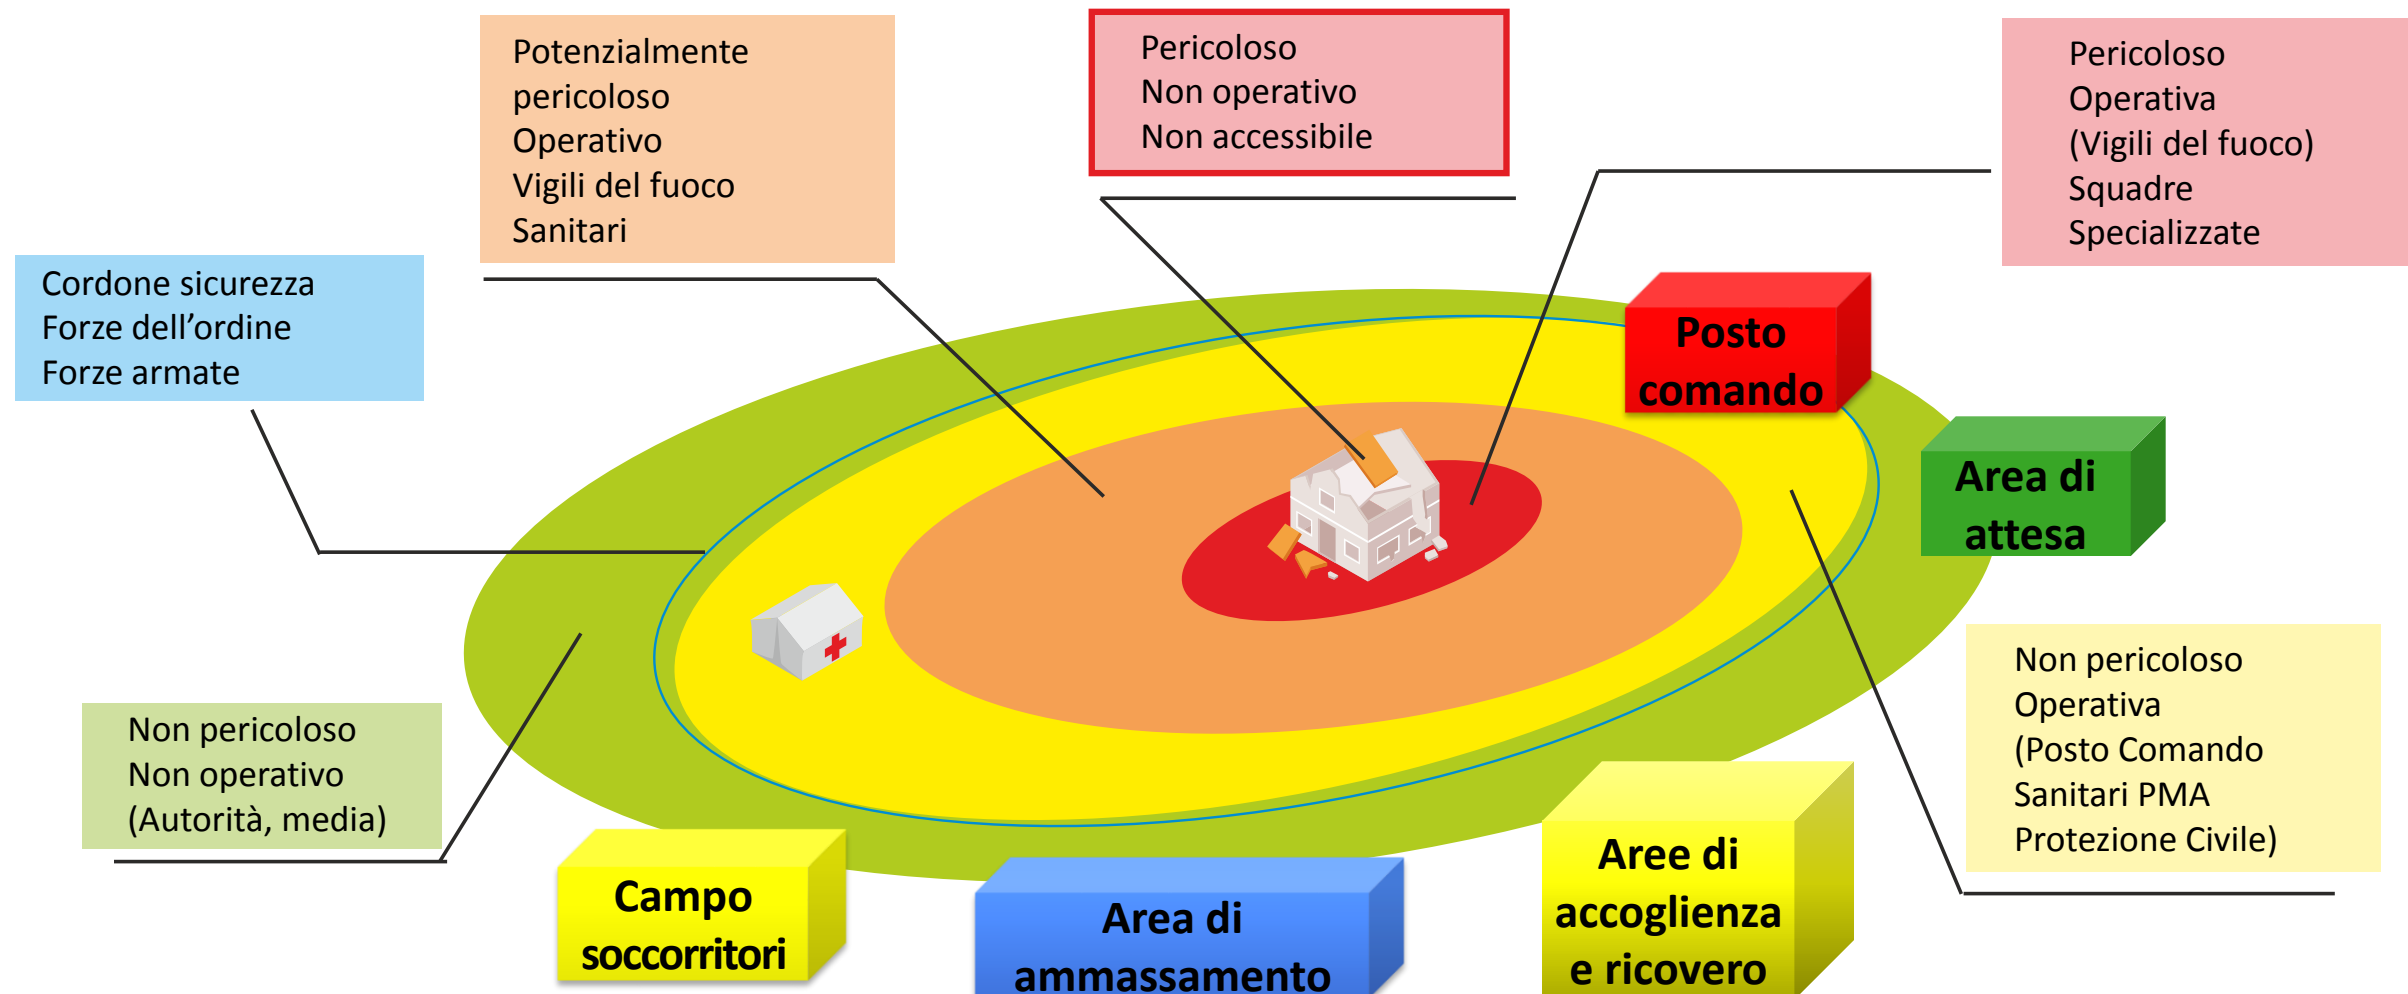 Potenzialmente
pericoloso
Operativo
Vigili del fuoco
Sanitari
Pericoloso
Non operativo
Non accessibile
Pericoloso
Operativa
(Vigili del fuoco)
Squadre
Specializzate
Cordone sicurezza
Forze dell’ordine
Forze armate
Posto
comando
Area di
attesa
Non pericoloso
Operativa
(Posto Comando
Sanitari PMA
Protezione Civile)
Non pericoloso
Non operativo
(Autorità, media)
Campo
soccorritori
Area di
ammassamento
Aree di
accoglienza
e ricovero